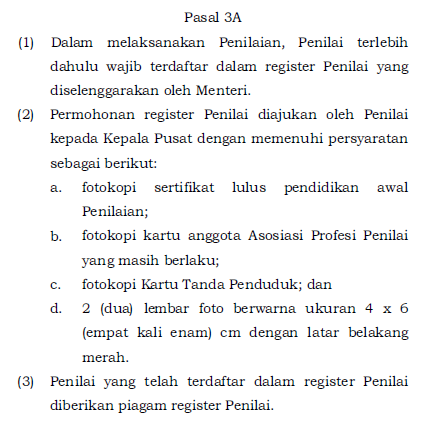 Pasal 3A
(1) Dalam melaksanakan Penilaian, Penilai terlebih
dahulu wajib terdaftar dalam register Penilai yang
diselenggarakan oleh Menteri.
(2) Permohonan register Penilai diajukan oleh Penilai
kepada Kepala Pusat dengan memenuhi persyaratan
sebagai berikut:
a. fotokopi sertifikat lulus pendidikan awal
Penilaian;
b. fotokopi kartu anggota Asosiasi Profesi Penilai
yang masih berlaku;
c. fotokopi Kartu Tanda Penduduk; dan
d. 2 (dua) lembar foto berwarna ukuran 4 x 6
(empat kali enam) cm dengan latar belakang
merah.
(3) Penilai yang telah terdaftar dalam register Penilai
diberikan piagam register Penilai.